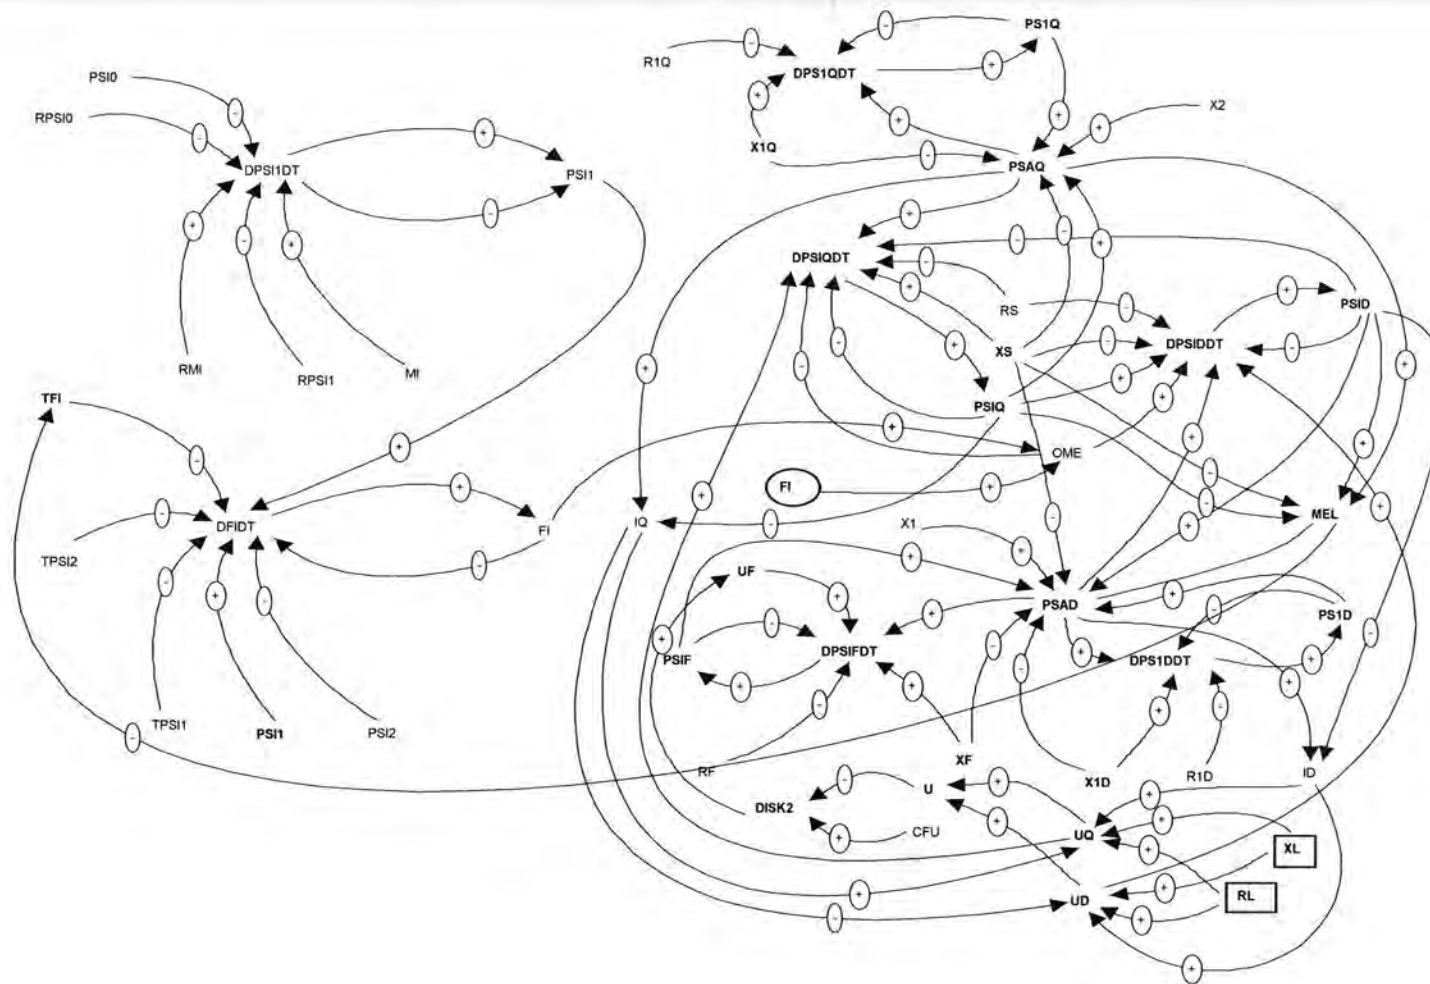 PS1Q
R1Q
DPS1QDT
PSI0
X2
RPSI0
X1Q
PSAQ
DPSI1DT
PSI1
DPSIQDT
PSID
RS
DPSIDDT
XS
RMI
RPSI1
MI
TFI
PSIQ
OME
FI
DFIDT
FI
IQ
X1
MEL
TPSI2
UF
PSAD
PS1D
PSIF
DPSIFDT
DPS1DDT
TPSI1
PSI1
PSI2
RF
XF
X1D
R1D
ID
DISK2
U
CFU
UQ
XL
UD
RL